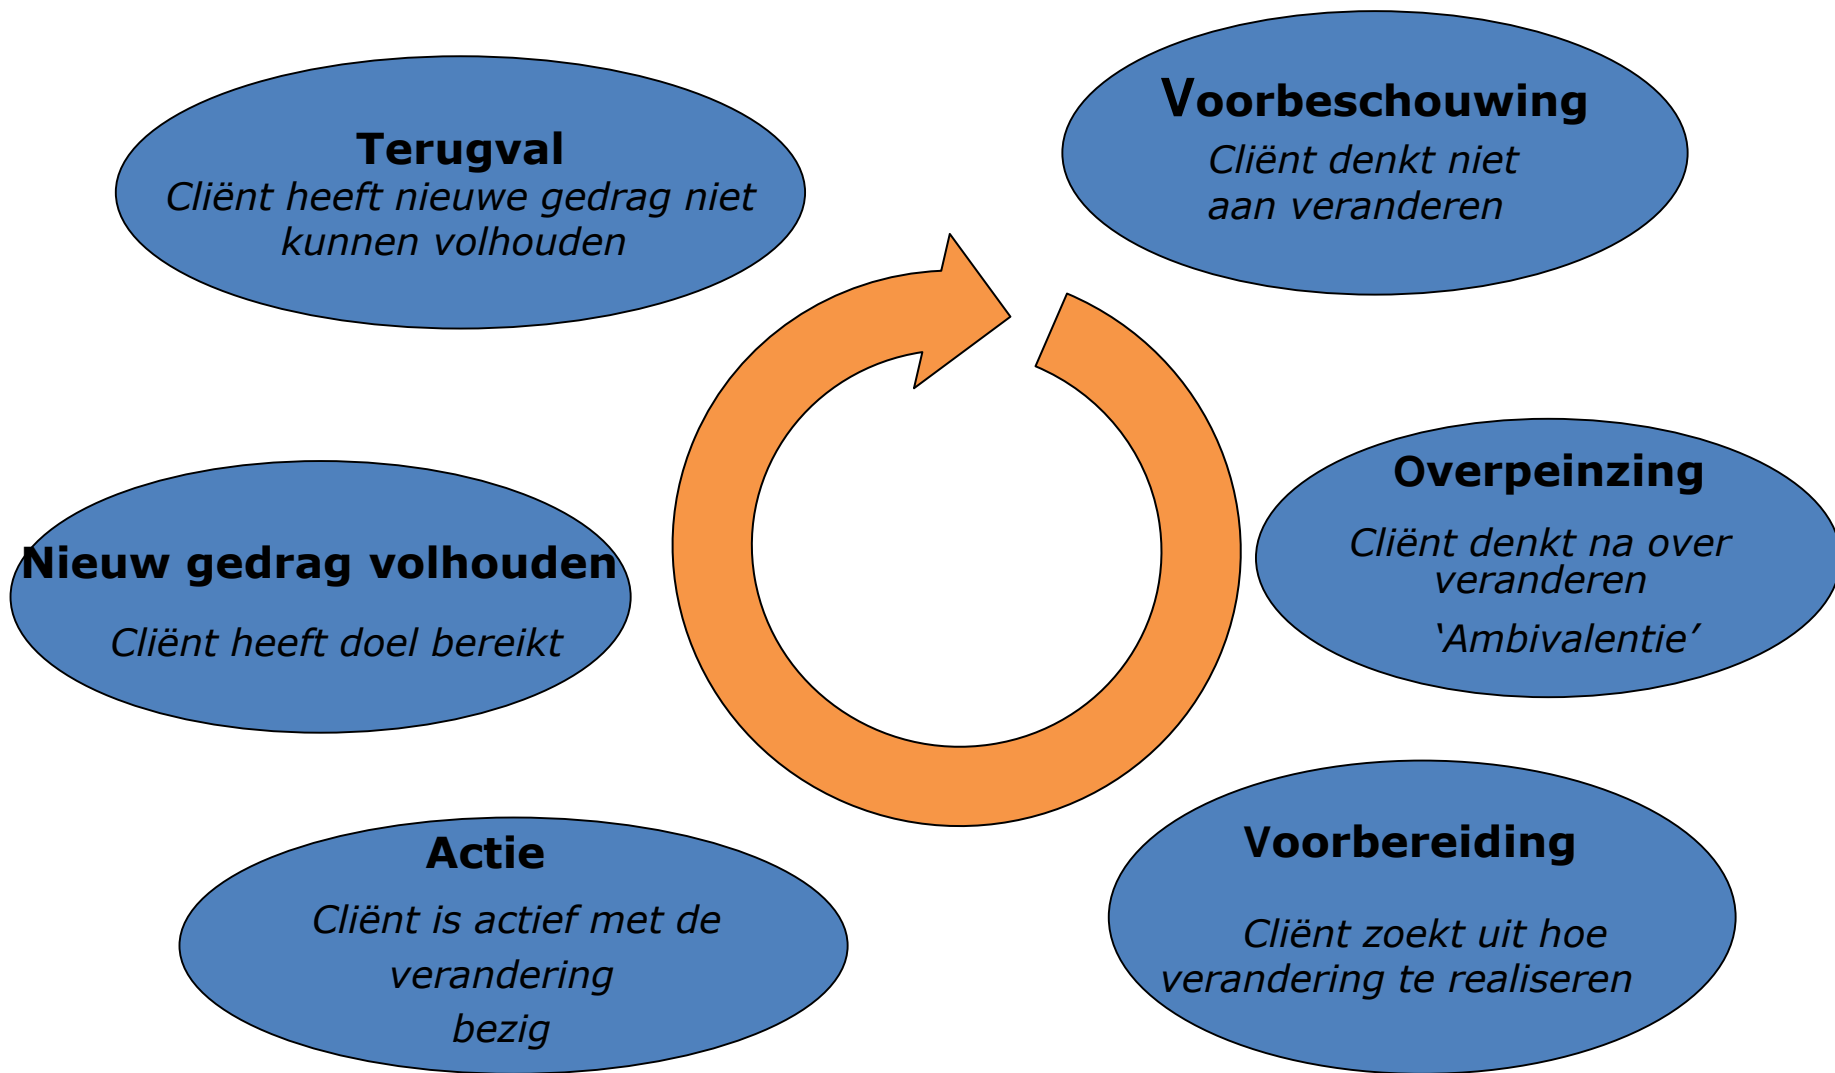 Terugval
Cliënt heeft nieuwe gedrag niet
kunnen volhouden
Voorbeschouwing
Cliënt denkt niet
aan veranderen
Overpeinzing
Cliënt denkt na over
veranderen
‘Ambivalentie’
Nieuw gedrag volhouden
Cliënt heeft doel bereikt
Actie
Cliënt is actief met de
verandering
bezig
Voorbereiding
Cliënt zoekt uit hoe
verandering te realiseren